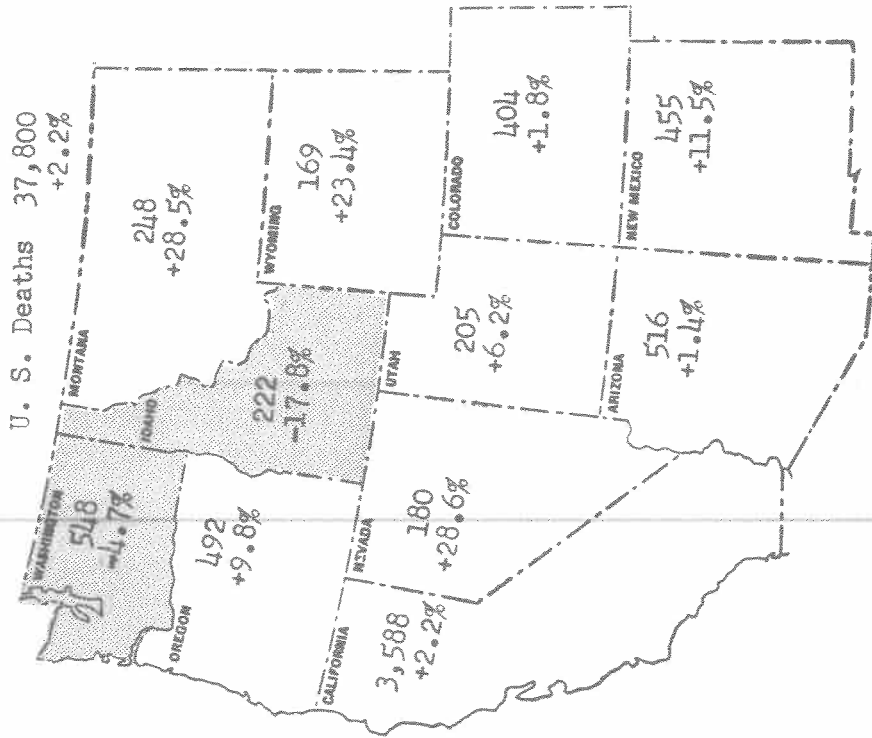 U. S. Deaths 37,800
+2.2%
WASHINGTON
548
-4.7%
MONTANA
248
+28.5%
IDAHO
222
-17.8%
OREGON
492
+9.8%
WYOMING
169
+23.4%
CALIFORNIA
3,588
+2.2%
NEVADA
180
+28.6%
UTAH
205
+6.2%
COLORADO
404
+1.8%
ARIZONA
516
+1.4%
NEW MEXICO
455
+11.5%